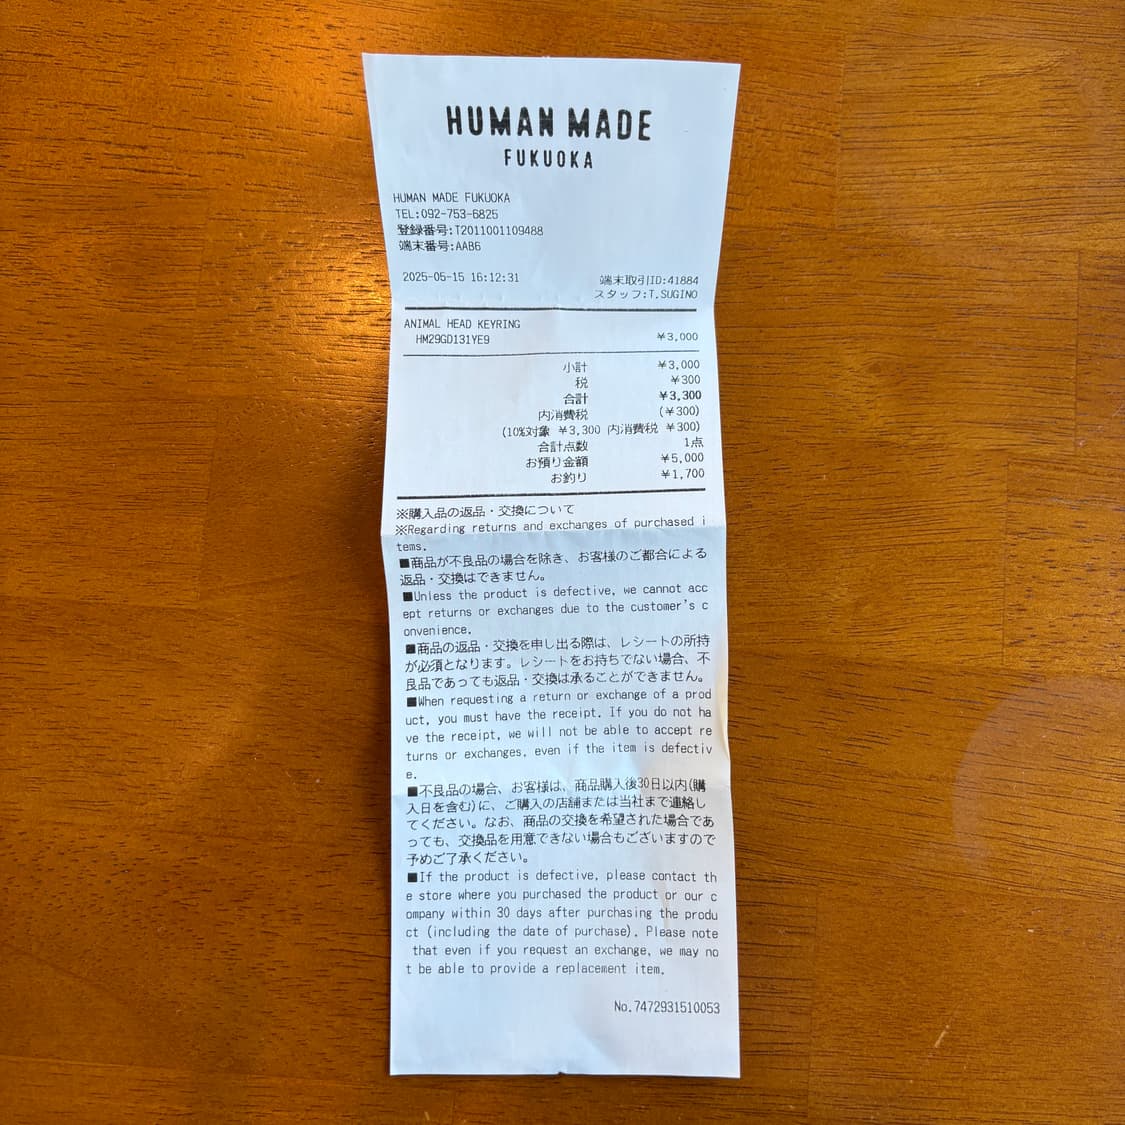 HUMAN MADE
FUKUOKA
HUMAN MADE FUKUOKA
TEL:092-753-6825
登録番号:T2011001109488
端末番号:AAB6
2025-05-15 16:12:31 端末取引ID:41884
スタッフ:T.SUGINO
ANIMAL HEAD KEYRING
HM29GD131YE9 ¥3,000
小計 ¥3,000
税 ¥300
合計 ¥3,300
内消費税 (¥300)
(10%対象 ¥3,300 内消費税 ¥300)
合計点数 1点
お預り金額 ¥5,000
お釣り ¥1,700
※購入品の返品・交換について
※Regarding returns and exchanges of purchased i
tems.
■商品が不良品の場合を除き、お客様のご都合による
返品・交換はできません。
■Unless the product is defective, we cannot acc
ept returns or exchanges due to the customer's c
onvenience.
■商品の返品・交換を申し出る際は、レシートの所持
が必須となります。レシートをお持ちでない場合、不
良品であっても返品・交換は承ることができません。
■When requesting a return or exchange of a prod
uct, you must have the receipt. If you do not ha
ve the receipt, we will not be able to accept re
turns or exchanges, even if the item is defectiv
e.
■不良品の場合、お客様は、商品購入後30日以内(購
入日を含む)に、ご購入の店舗または当社まで連絡し
てください。なお、商品の交換を希望された場合であ
っても、交換品を用意できない場合もございますので
予めご了承ください。
■If the product is defective, please contact th
e store where you purchased the product or our c
ompany within 30 days after purchasing the produ
ct (including the date of purchase). Please note
that even if you request an exchange, we may no
t be able to provide a replacement item.
No.7472931510053